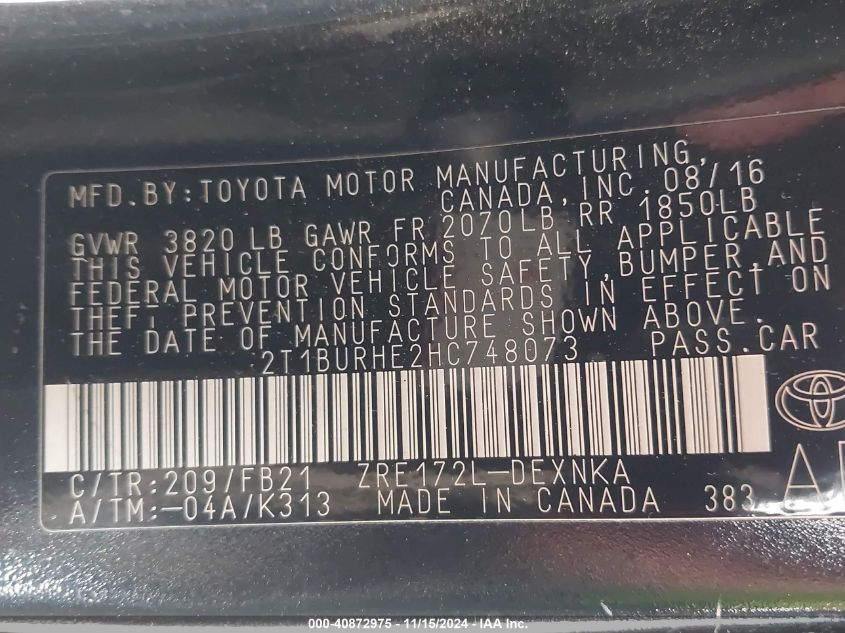 MFD.BY:TOYOTA MOTOR MANUFACTURING,
CANADA, INC. 08/16
GVWR 3820 LB GAWR FR 2070LB RR 1850LB
THIS VEHICLE CONFORMS TO ALL APPLICABLE
FEDERAL MOTOR VEHICLE SAFETY, BUMPER, AND
THEFT PREVENTION STANDARDS IN EFFECT ON
THE DATE OF MANUFACTURE SHOWN ABOVE.
2T1BURHE2HC748073 PASS.CAR
C/TR:209/FB21 ZRE172L-DEXNKA
A/TM:-04A/K313 MADE IN CANADA 383
000-40872975 - 11/15/2024 - IAA Inc.